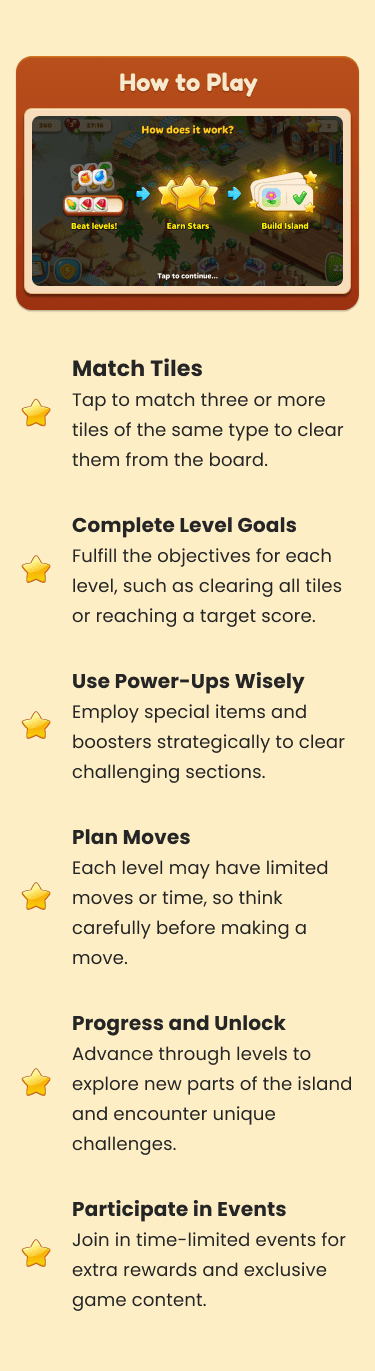 How to Play
How does it work?
Beat levels!
Earn Stars
Build Island
Tap to continue...
Match Tiles
Tap to match three or more
tiles of the same type to clear
them from the board.
Complete Level Goals
Fulfill the objectives for each
level, such as clearing all tiles
or reaching a target score.
Use Power-Ups Wisely
Employ special items and
boosters strategically to clear
challenging sections.
Plan Moves
Each level may have limited
moves or time, so think
carefully before making a
move.
Progress and Unlock
Advance through levels to
explore new parts of the island
and encounter unique
challenges.
Participate in Events
Join in time-limited events for
extra rewards and exclusive
game content.